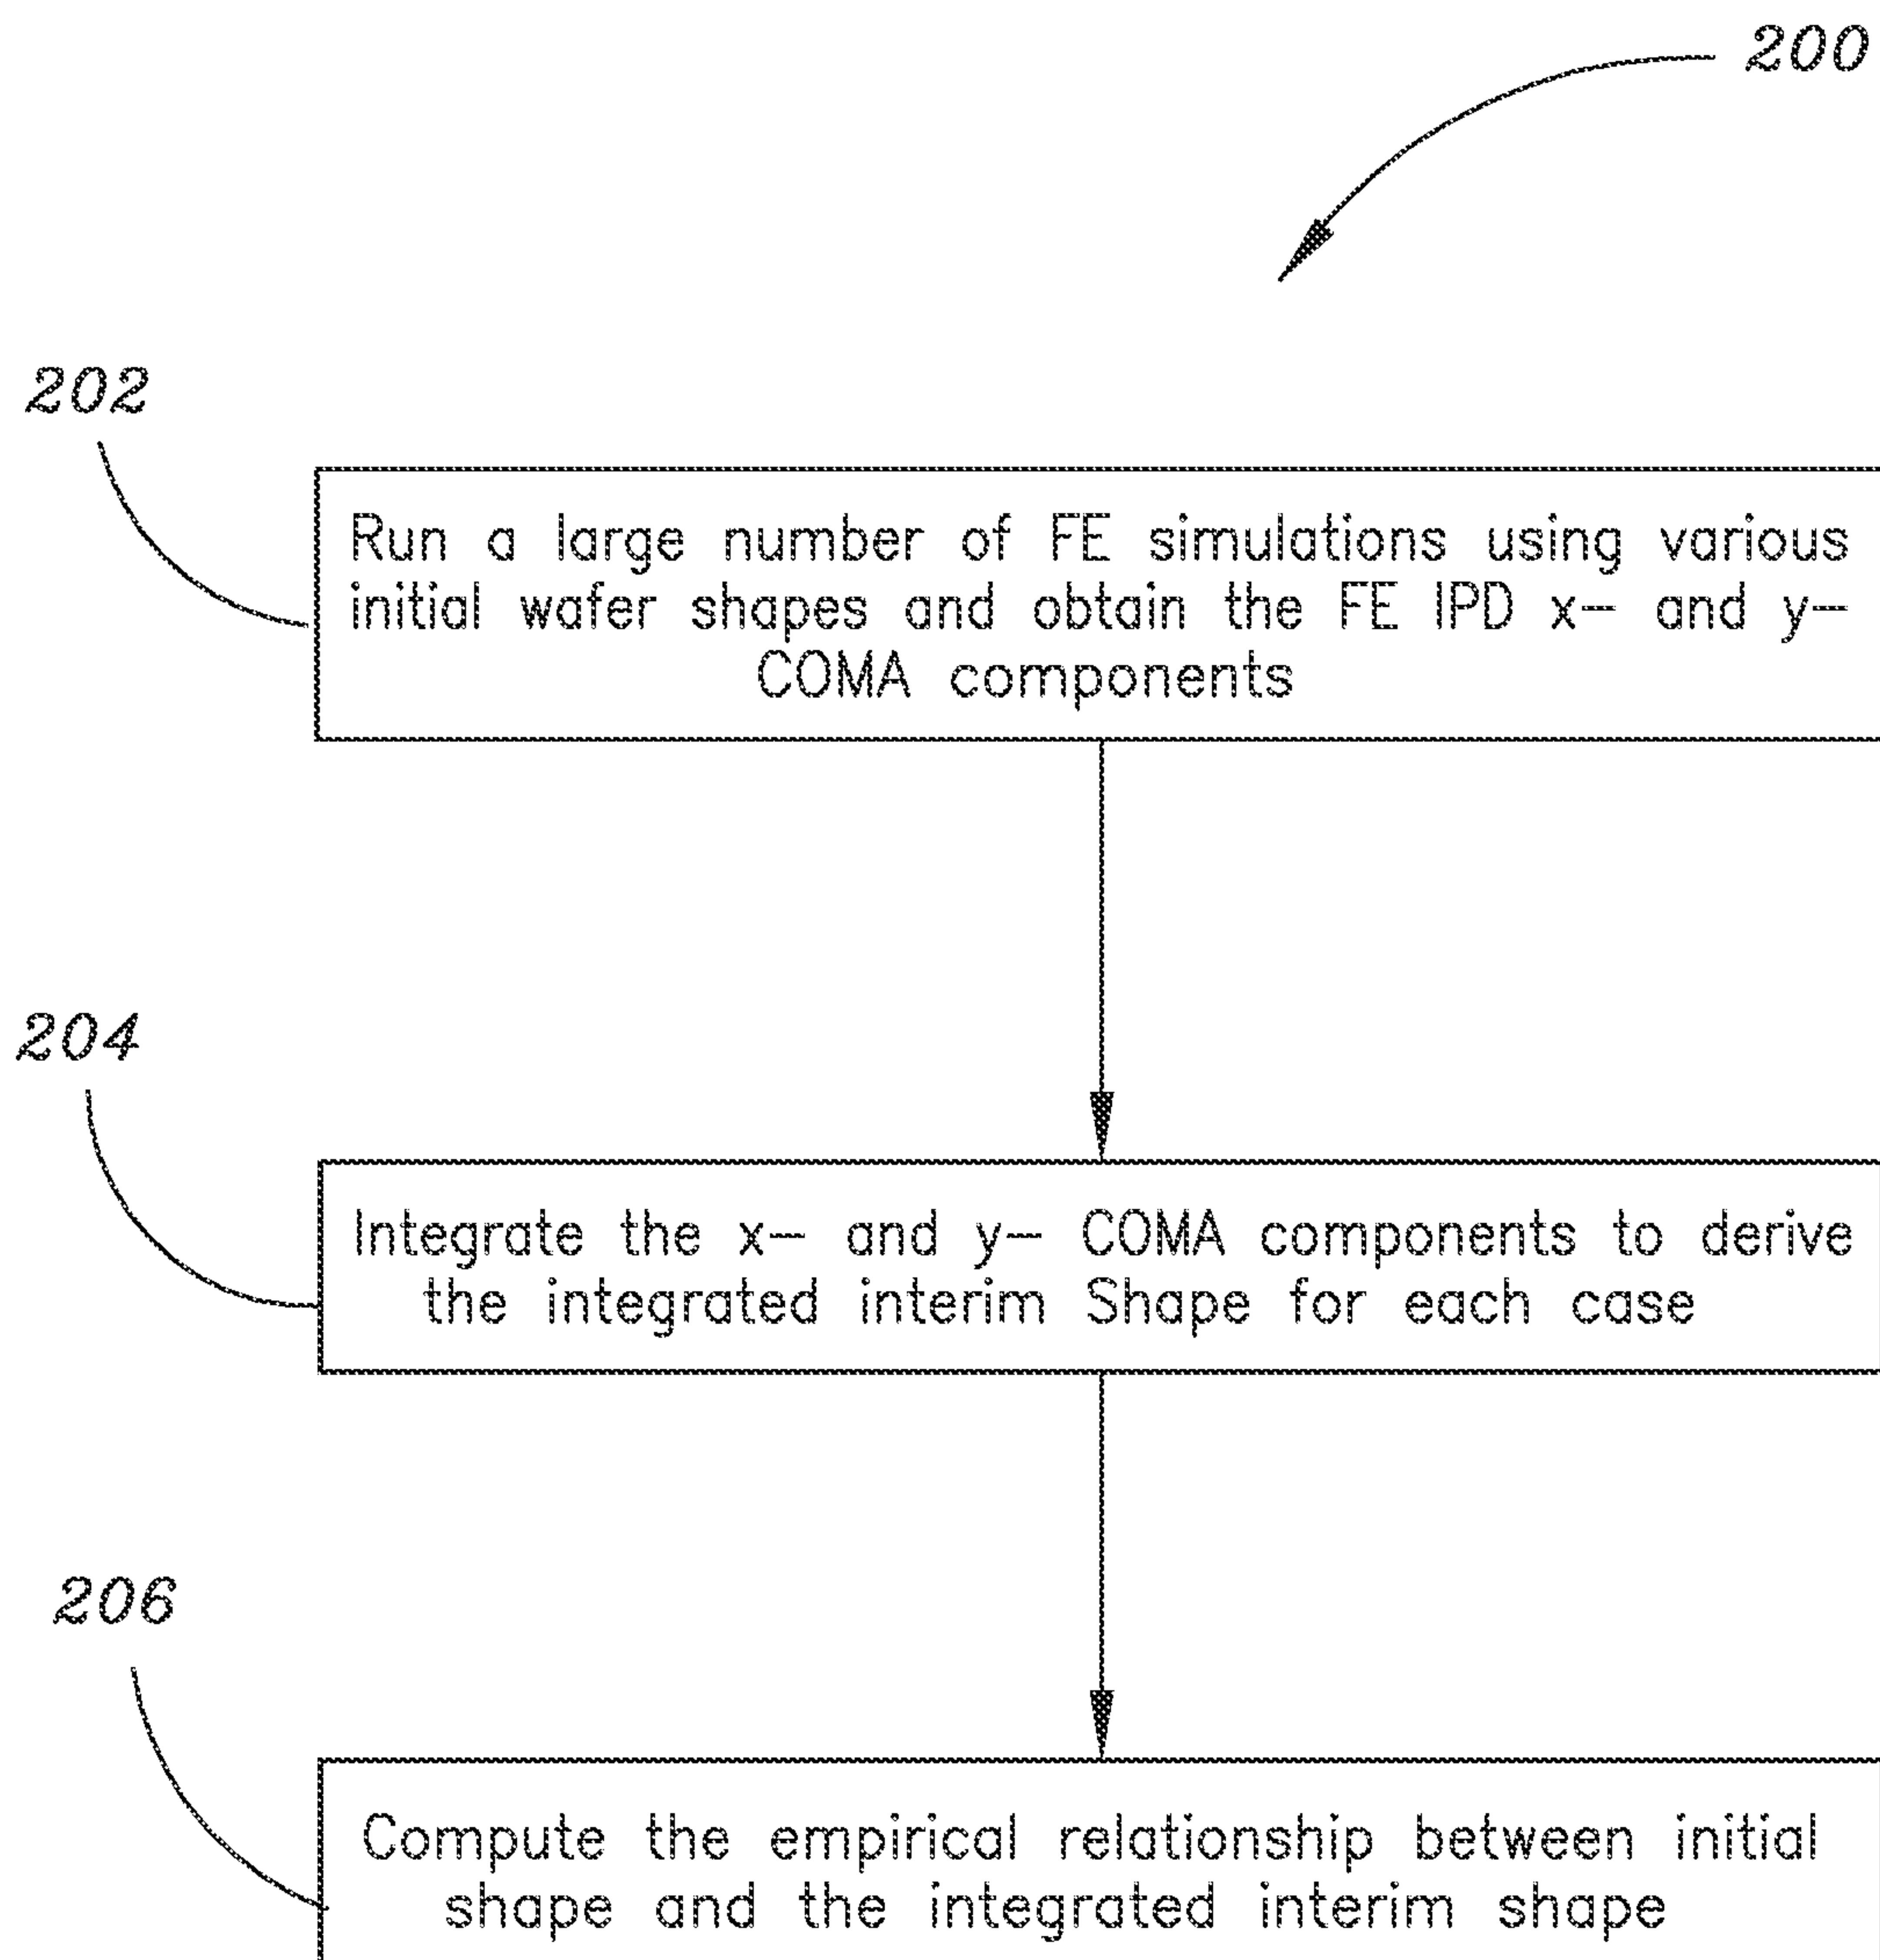 200
202
Run a large number of FE simulations using various
initial wafer shapes and obtain the FE IPD x- and y-
COMA components
204
Integrate the x- and y- COMA components to derive
the integrated interim Shape for each case
206
Compute the empirical relationship between initial
shape and the integrated interim shape